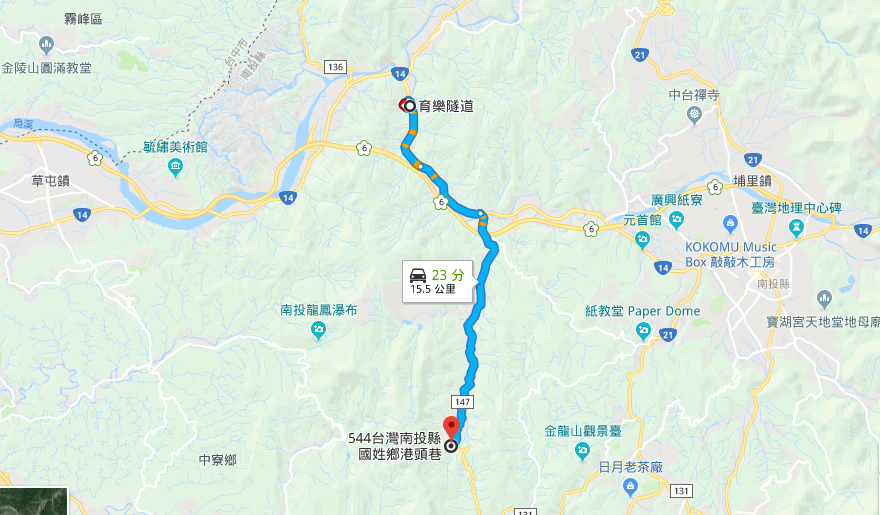 霧峰區
21
136
14
台中市
南投縣
金陵山圓滿教堂
中台禪寺
育樂隧道
烏溪
毓繡美術館
6
6
21
草屯鎮
14
14
6
6
埔里鎮
廣興紙寮
臺灣地理中心碑
元首館
6
14
KOKOMU Music
Box 敲敲木工房
14
23 分
15.5 公里
南投縣
南投龍鳳瀑布
紙教堂 Paper Dome
寶湖宮天地堂地母廟
21
147
544台灣南投縣
國姓鄉港頭巷
金龍山觀景臺
中寮鄉
日月老茶廠
131
131